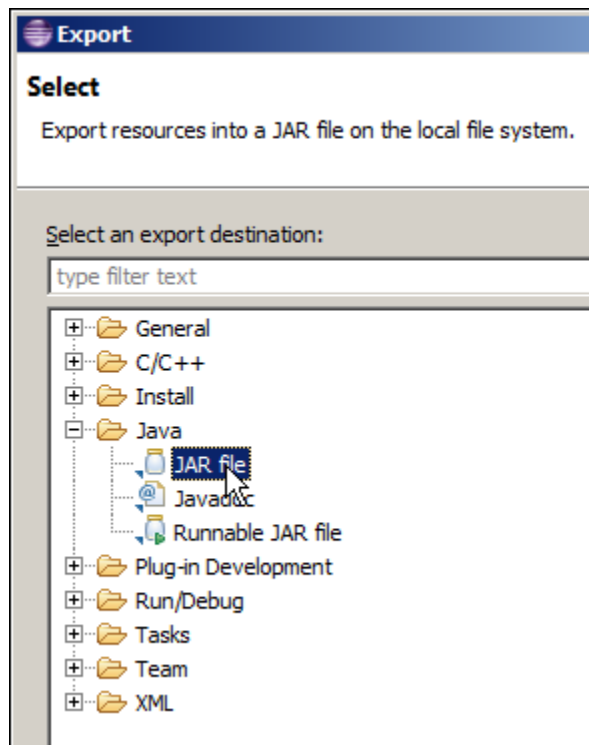 Export
Select
Export resources into a JAR file on the local file system.
Select an export destination:
type filter text
General
C/C++
Install
Java
JAR file
Javadoc
Runnable JAR file
Plug-in Development
Run/Debug
Tasks
Team
XML